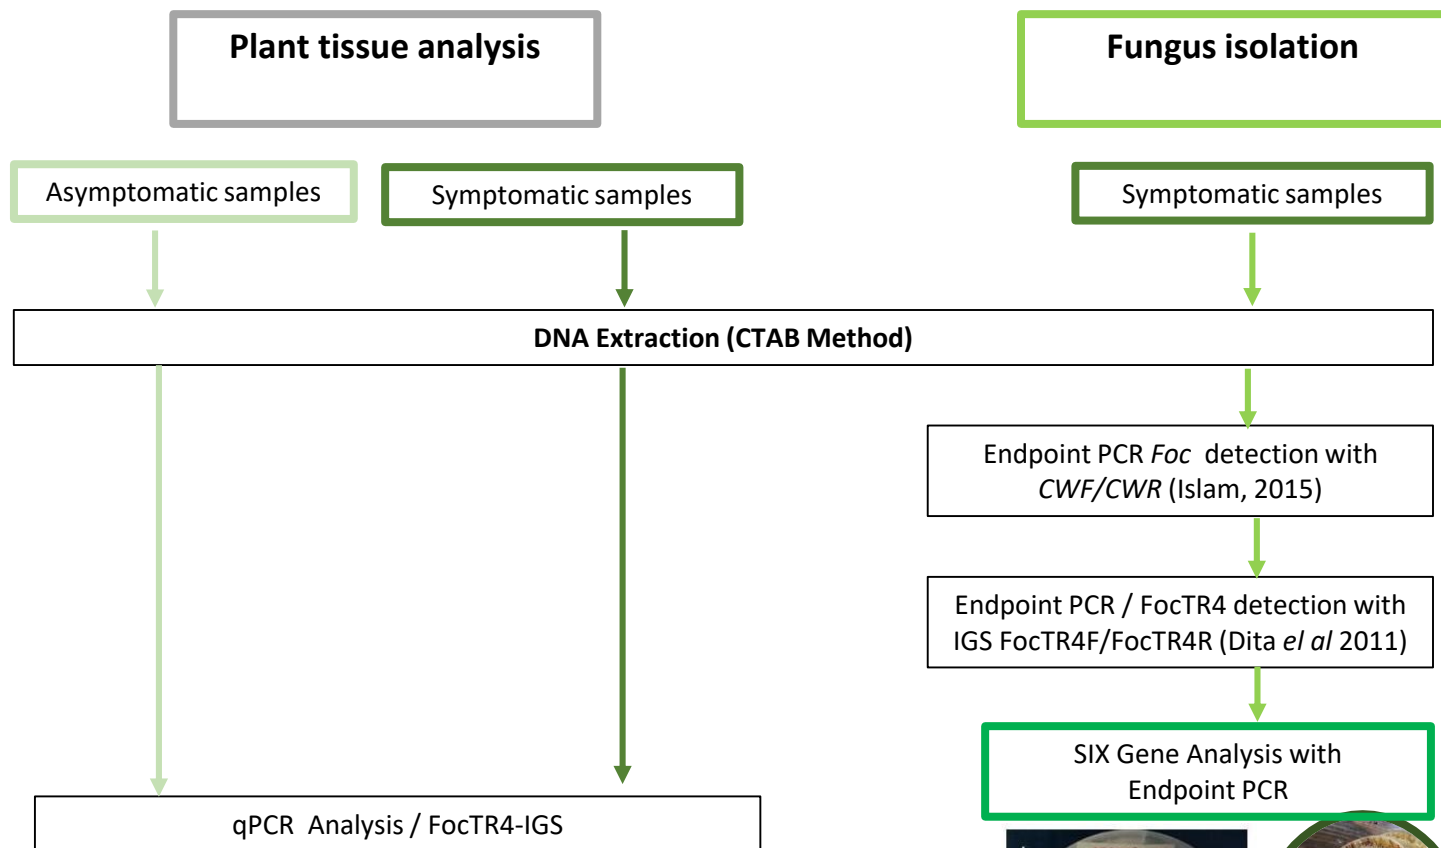 Plant tissue analysis
Fungus isolation
Asymptomatic samples
Symptomatic samples
Symptomatic samples
DNA Extraction (CTAB Method)
Endpoint PCR Foc detection with
CWF/CWR (Islam, 2015)
Endpoint PCR / FocTR4 detection with
IGS FocTR4F/FocTR4R (Dita el al 2011)
SIX Gene Analysis with
Endpoint PCR
qPCR Analysis / FocTR4-IGS